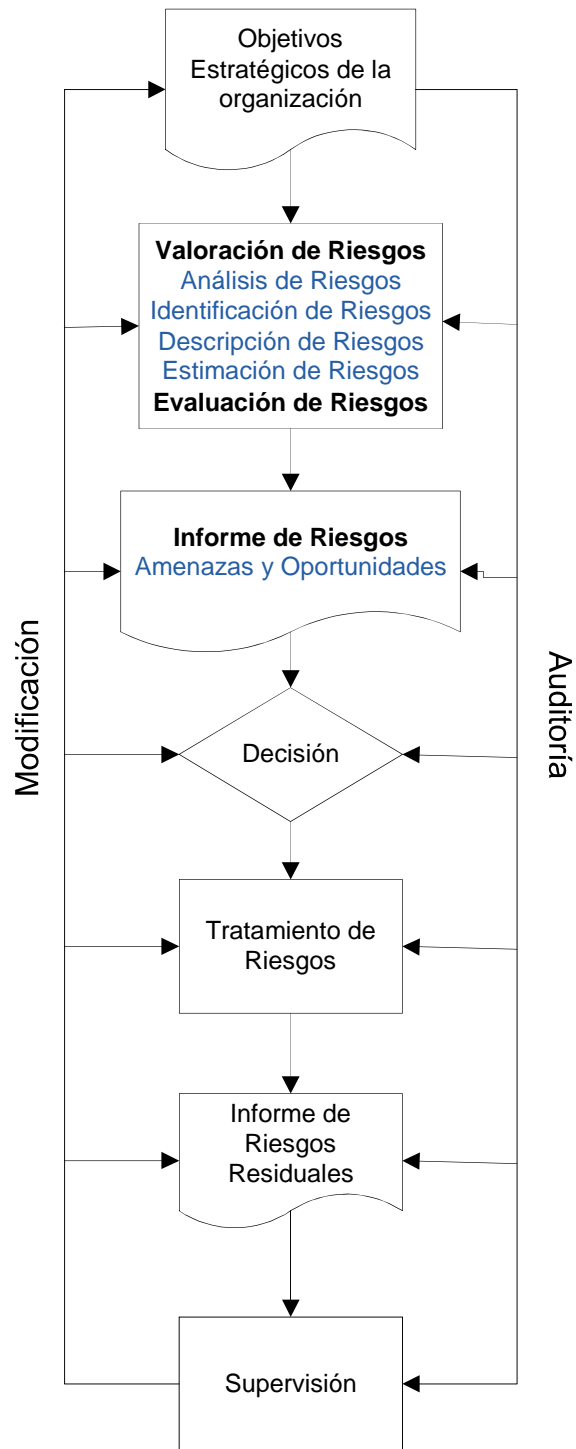 Objetivos
Estratégicos de la
organización
Valoración de Riesgos
Análisis de Riesgos
Identificación de Riesgos
Descripción de Riesgos
Estimación de Riesgos
Evaluación de Riesgos
Informe de Riesgos
Amenazas y Oportunidades
Modificación
Auditoría
Decisión
Tratamiento de
Riesgos
Informe de
Riesgos
Residuales
Supervisión